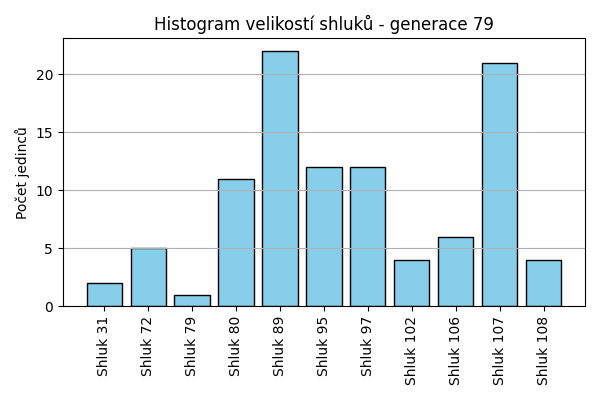 Histogram velikostí shluků - generace 79
Počet jedinců
20
15
10
5
0
Shluk 31
Shluk 72
Shluk 79
Shluk 80
Shluk 89
Shluk 95
Shluk 97
Shluk 102
Shluk 106
Shluk 107
Shluk 108